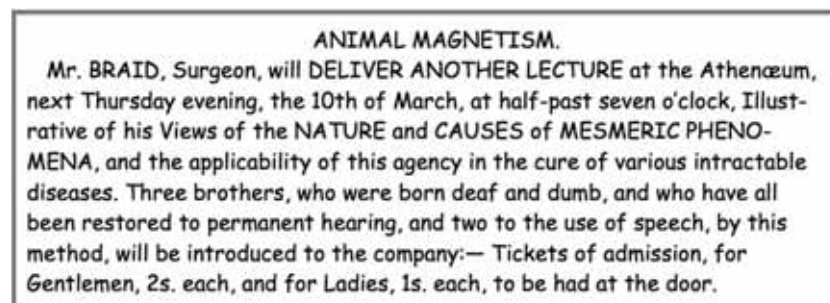 ANIMAL MAGNETISM.
Mr. BRAID, Surgeon, will DELIVER ANOTHER LECTURE at the Athenæum,
next Thursday evening, the 10th of March, at half-past seven o'clock, Illust-
rative of his Views of the NATURE and CAUSES of MESMERIC PHENO-
MENA, and the applicability of this agency in the cure of various intractable
diseases. Three brothers, who were born deaf and dumb, and who have all
been restored to permanent hearing, and two to the use of speech, by this
method, will be introduced to the company:— Tickets of admission, for
Gentlemen, 2s. each, and for Ladies, 1s. each, to be had at the door.